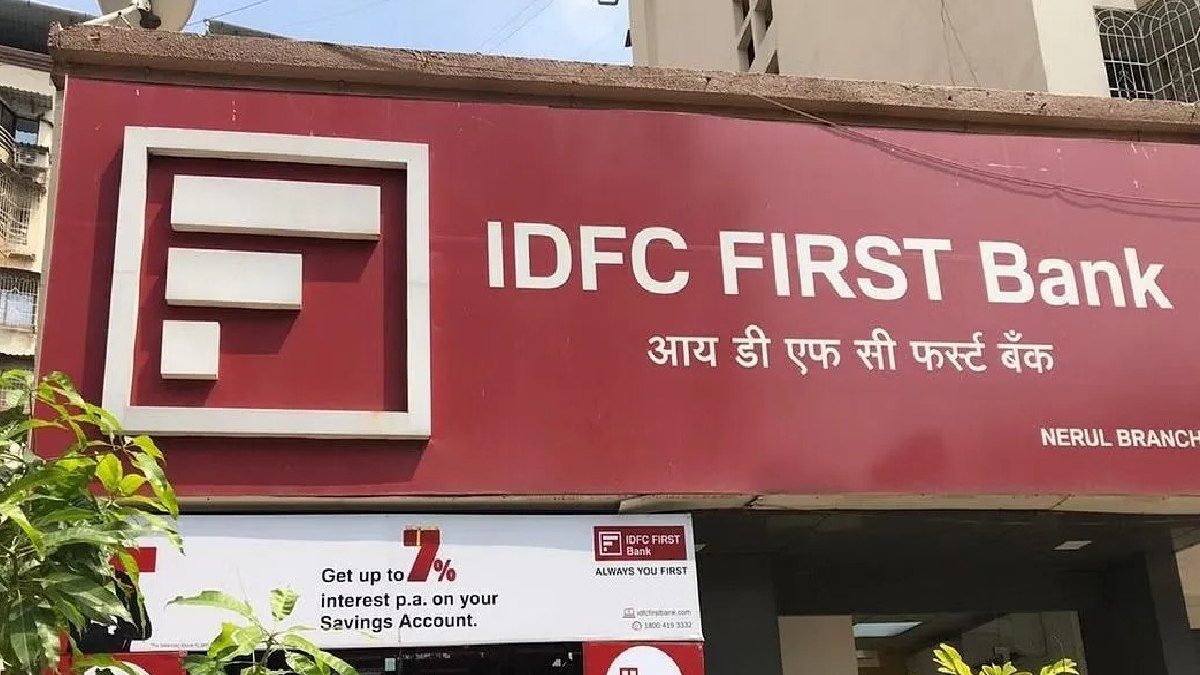 IDFC FIRST Bank
आय डी एफ सी फर्स्ट बँक
NERUL BRANCH
Get up to 7%
interest p.a. on your
Savings Account.
IDFC FIRST
Bank
ALWAYS YOU FIRST
idfcfirstbank.com
1800 419 3332